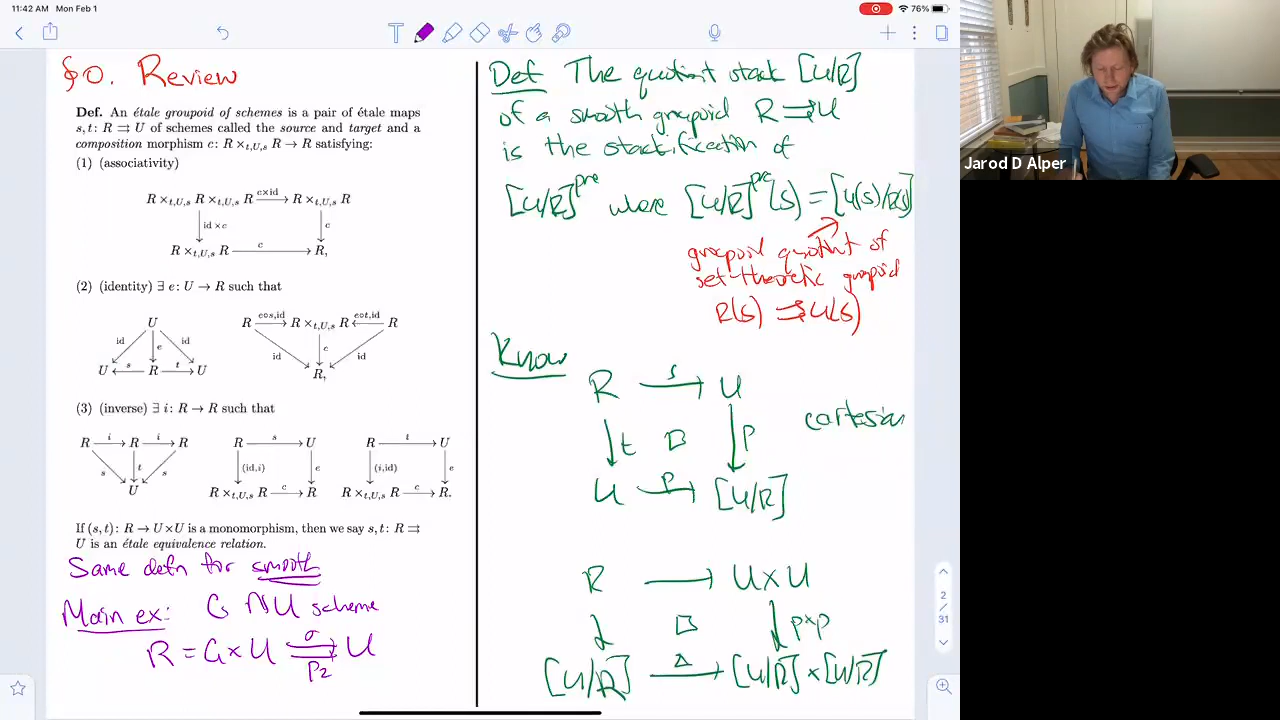 11:42 AM Mon Feb 1
76%
§0. Review
Def. An étale groupoid of schemes is a pair of étale maps
s, t: R ⇉ U of schemes called the source and target and a
composition morphism c: R ×_{t,U,s} R → R satisfying:
(1) (associativity)
R ×_{t,U,s} R ×_{t,U,s} R —c×id→ R ×_{t,U,s} R
id × c
c
R ×_{t,U,s} R —c→ R,
(2) (identity) ∃ e: U → R such that
U
id e id
U ←s— R —t→ U
R —e∘s,id→ R ×_{t,U,s} R ←e∘t,id— R
id c id
R,
(3) (inverse) ∃ i: R → R such that
R —i→ R —i→ R
s t s
U
R —s→ U
(id,i) e
R ×_{t,U,s} R —c→ R
R —t→ U
(i,id) e
R ×_{t,U,s} R —c→ R.
If (s, t): R → U×U is a monomorphism, then we say s, t: R ⇉
U is an étale equivalence relation.
Same defn for smooth
Main ex: G ↷ U scheme
R = G × U ⇉ U
σ
p2
Def The quotient stack [U/R]
of a smooth groupoid R ⇉ U
is the stackification of
[U/R]^pre where [U/R]^pre(S) = [U(S)/R(S)]
groupoid quotient of
set-theoretic groupoid
R(S) ⇉ U(S)
Know
R —s→ U
t □ p
cartesian
U —p→ [U/R]
R → U × U
□ p×p
[U/R] —Δ→ [U/R] × [U/R]
2
/
31
Jarod D Alper